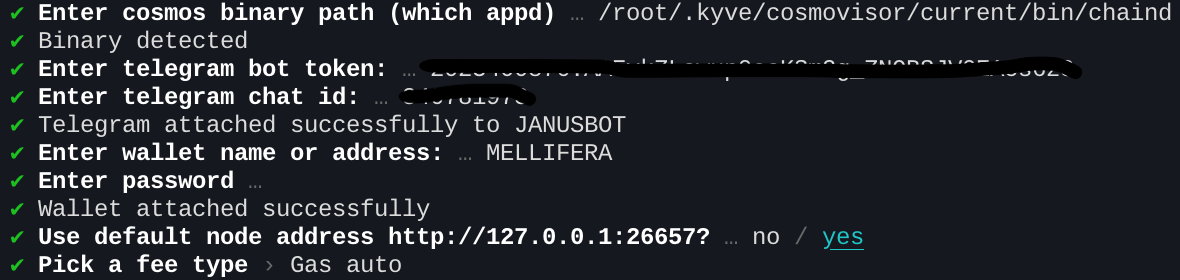 ✔ Enter cosmos binary path (which appd) … /root/.kyve/cosmovisor/current/bin/chaind
✔ Binary detected
✔ Enter telegram bot token: …
✔ Enter telegram chat id: …
✔ Telegram attached successfully to JANUSBOT
✔ Enter wallet name or address: … MELLIFERA
✔ Enter password …
✔ Wallet attached successfully
✔ Use default node address http://127.0.0.1:26657? … no / yes
✔ Pick a fee type › Gas auto